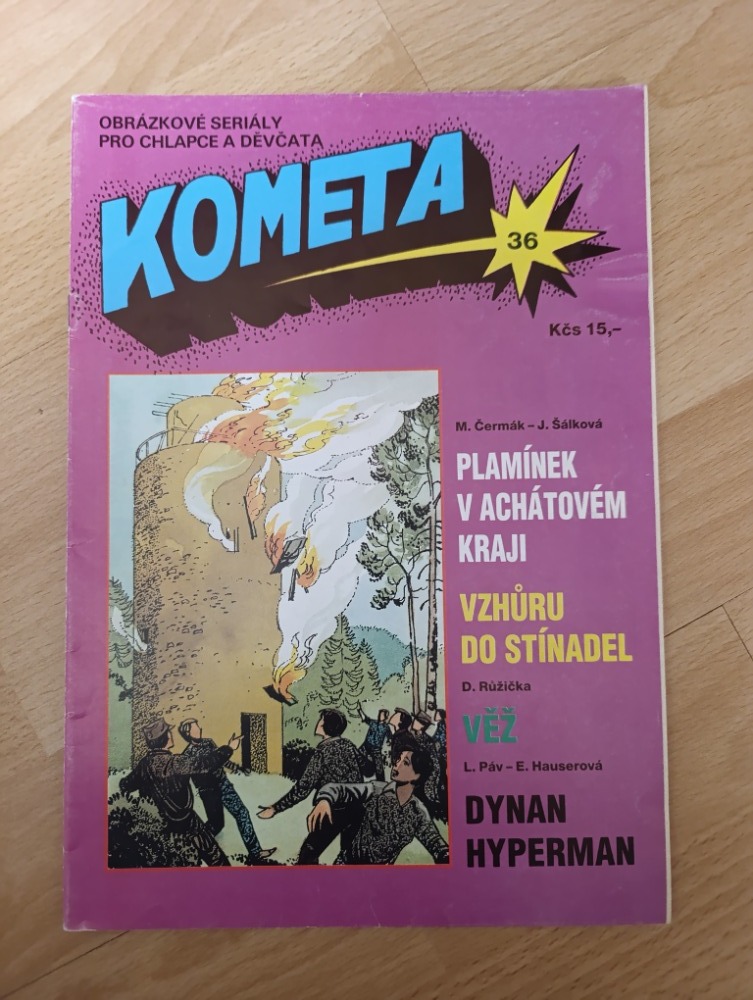 OBRÁZKOVÉ SERIÁLY
PRO CHLAPCE A DĚVČATA
KOMETA
36
Kčs 15,–
M. Čermák – J. Šálková
PLAMÍNEK
V ACHÁTOVÉM
KRAJI
VZHŮRU
DO STÍNADEL
D. Růžička
VĚŽ
L. Páv – E. Hauserová
DYNAN
HYPERMAN